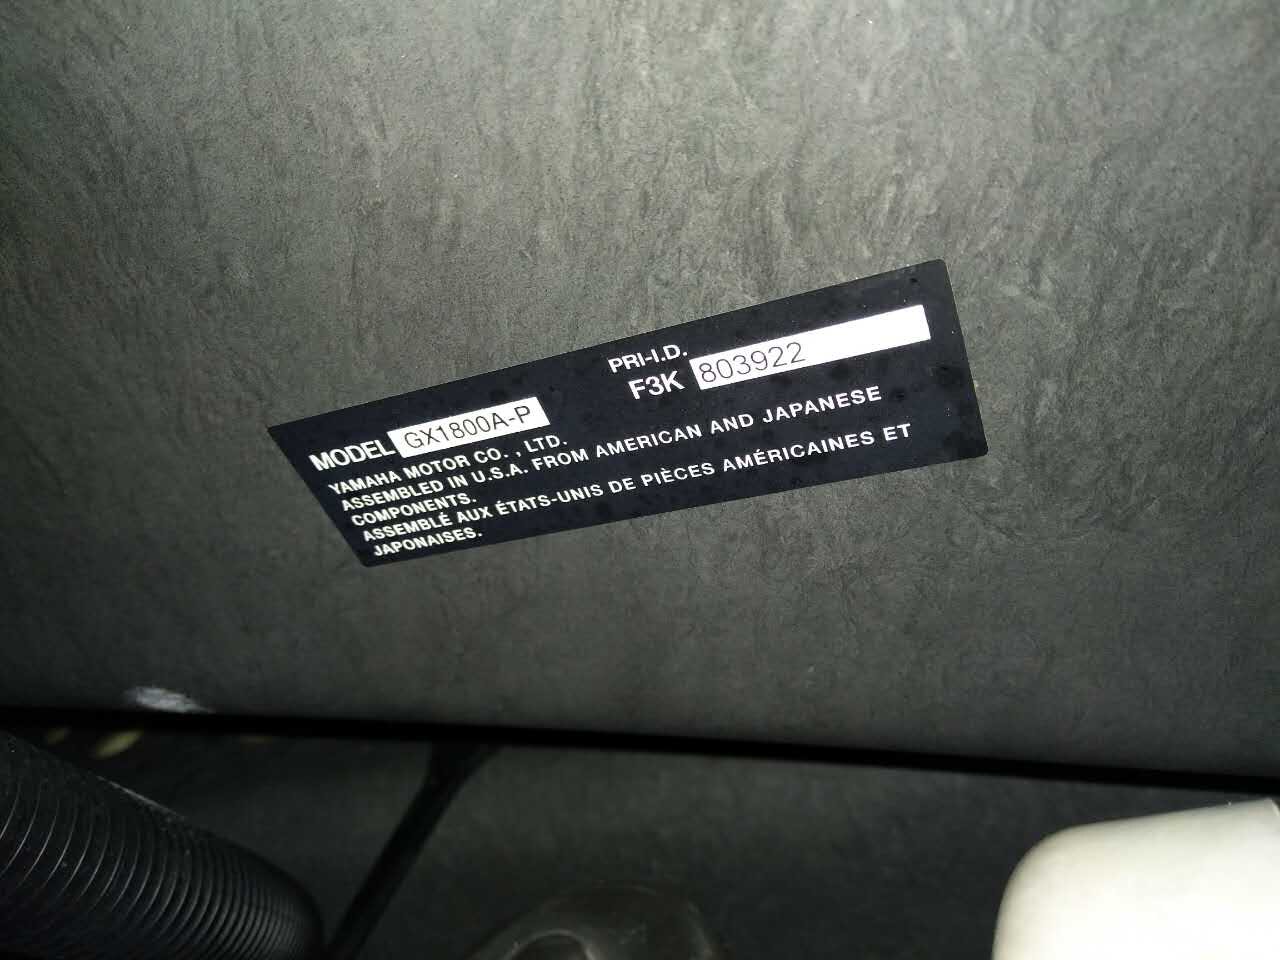 PRI-I.D.
MODEL GX1800A-P F3K 803922
YAMAHA MOTOR CO. , LTD.
ASSEMBLED IN U.S.A. FROM AMERICAN AND JAPANESE
COMPONENTS.
ASSEMBLÉ AUX ÉTATS-UNIS DE PIÈCES AMÉRICAINES ET
JAPONAISES.